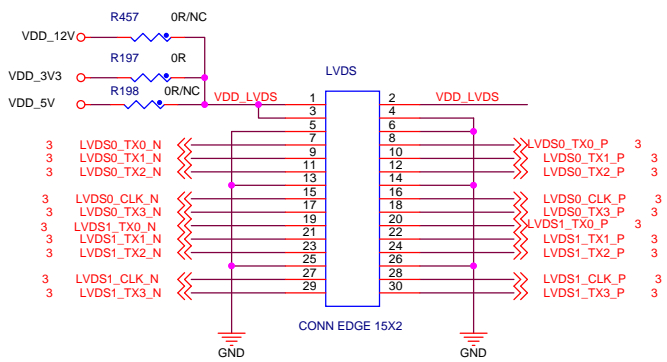 R457 0R/NC
VDD_12V
R197 0R
VDD_3V3
R198 0R/NC
VDD_5V
LVDS
VDD_LVDS 1 2 VDD_LVDS
3 4
5 6
3 LVDS0_TX0_N 7 8 LVDS0_TX0_P 3
3 LVDS0_TX1_N 9 10 LVDS0_TX1_P 3
3 LVDS0_TX2_N 11 12 LVDS0_TX2_P 3
13 14
3 LVDS0_CLK_N 15 16 LVDS0_CLK_P 3
3 LVDS0_TX3_N 17 18 LVDS0_TX3_P 3
3 LVDS1_TX0_N 19 20 LVDS1_TX0_P 3
3 LVDS1_TX1_N 21 22 LVDS1_TX1_P 3
3 LVDS1_TX2_N 23 24 LVDS1_TX2_P 3
25 26
3 LVDS1_CLK_N 27 28 LVDS1_CLK_P 3
3 LVDS1_TX3_N 29 30 LVDS1_TX3_P 3
CONN EDGE 15X2
GND GND